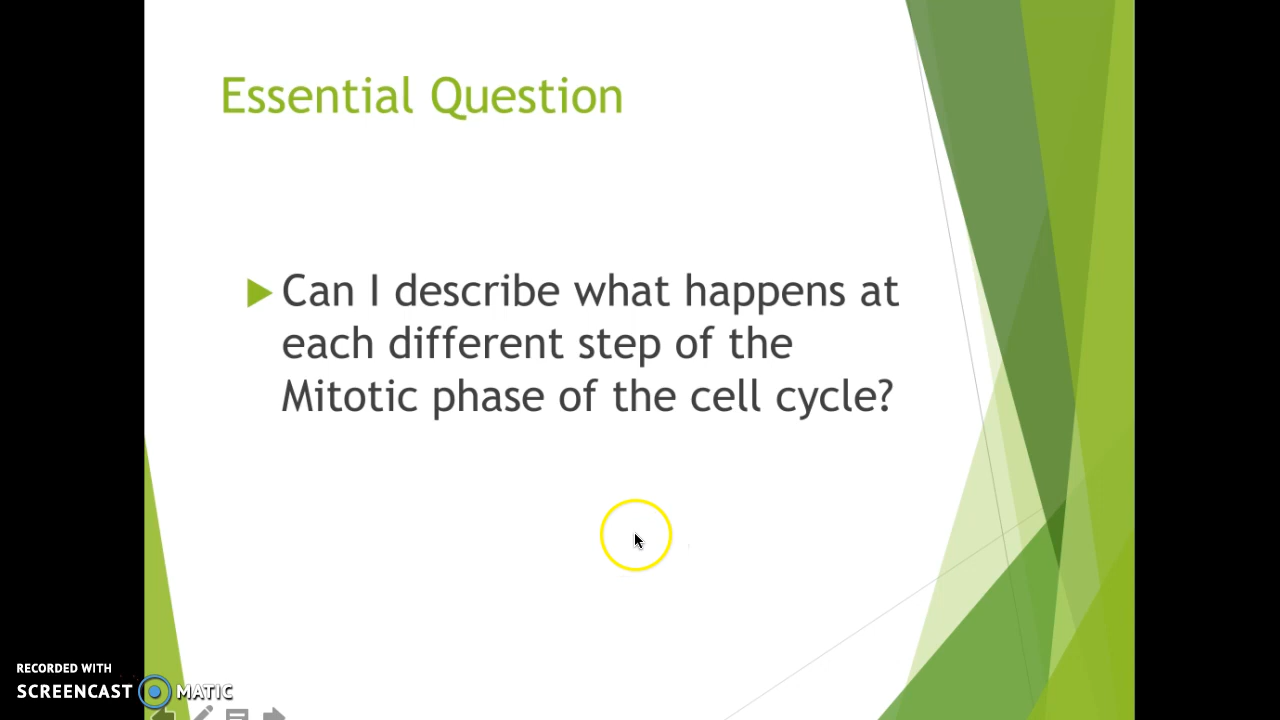 Essential Question
Can I describe what happens at
each different step of the
Mitotic phase of the cell cycle?
RECORDED WITH
SCREENCAST MATIC